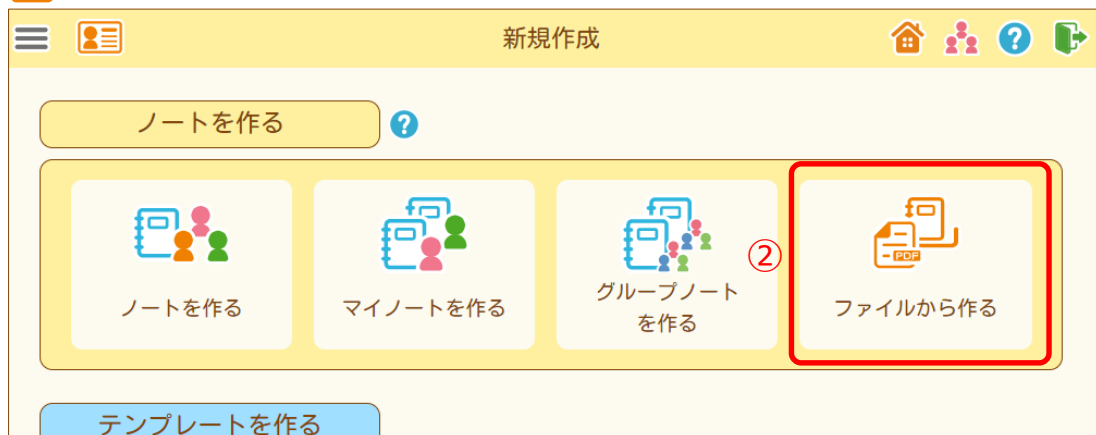 新規作成
ノートを作る
②
PDF
ノートを作る
マイノートを作る
グループノート
を作る
ファイルから作る
テンプレートを作る